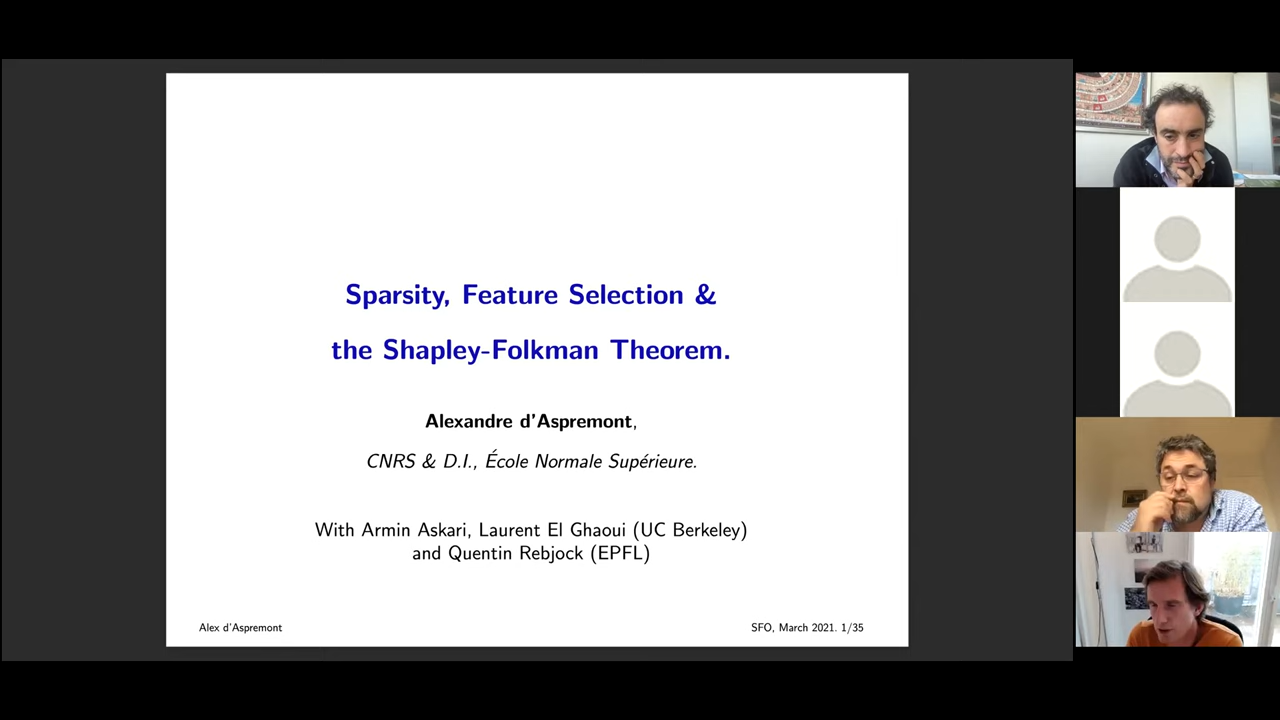 Sparsity, Feature Selection &
the Shapley-Folkman Theorem.
Alexandre d'Aspremont,
CNRS & D.I., École Normale Supérieure.
With Armin Askari, Laurent El Ghaoui (UC Berkeley)
and Quentin Rebjock (EPFL)
Alex d'Aspremont
SFO, March 2021. 1/35